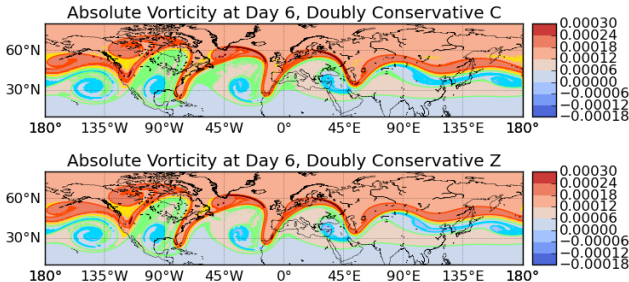 Absolute Vorticity at Day 6, Doubly Conservative C
60°N
30°N
180° 135°W 90°W 45°W 0° 45°E 90°E 135°E 180°
0.00030
0.00024
0.00018
0.00012
0.00006
0.00000
−0.00006
−0.00012
−0.00018
Absolute Vorticity at Day 6, Doubly Conservative Z
60°N
30°N
180° 135°W 90°W 45°W 0° 45°E 90°E 135°E 180°
0.00030
0.00024
0.00018
0.00012
0.00006
0.00000
−0.00006
−0.00012
−0.00018